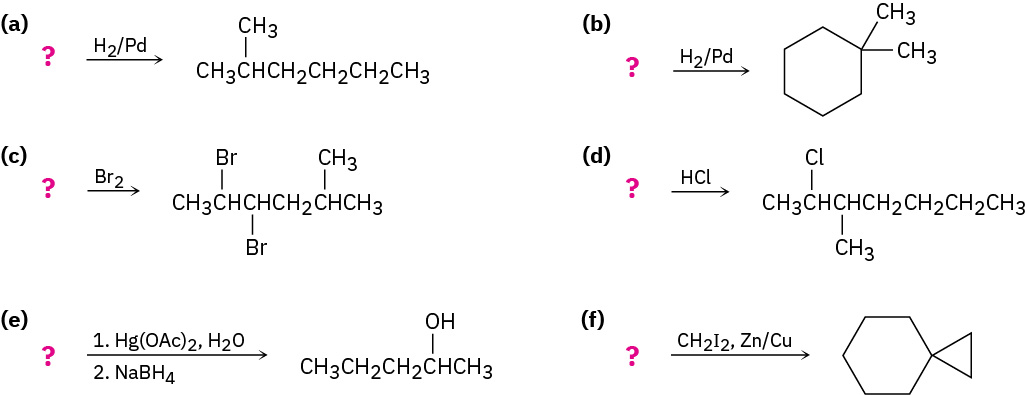 (a)
? H₂/Pd
CH₃
CH₃CHCH₂CH₂CH₂CH₃
(b)
? H₂/Pd
CH₃
CH₃
(c)
? Br₂
Br CH₃
CH₃CHCHCH₂CHCH₃
Br
(d)
? HCl
Cl
CH₃CHCHCH₂CH₂CH₂CH₃
CH₃
(e)
? 1. Hg(OAc)₂, H₂O
2. NaBH₄
OH
CH₃CH₂CH₂CHCH₃
(f)
? CH₂I₂, Zn/Cu